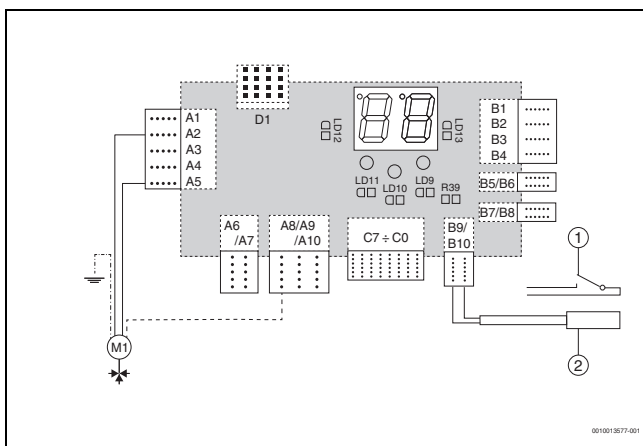 D1
LD12
LD13
A1
A2
A3
A4
A5
B1
B2
B3
B4
LD11
LD10
LD9
R39
B5/B6
B7/B8
A6
/A7
A8/A9
/A10
C7 ÷ C0
B9/
B10
1
M1
2
0010013577-001